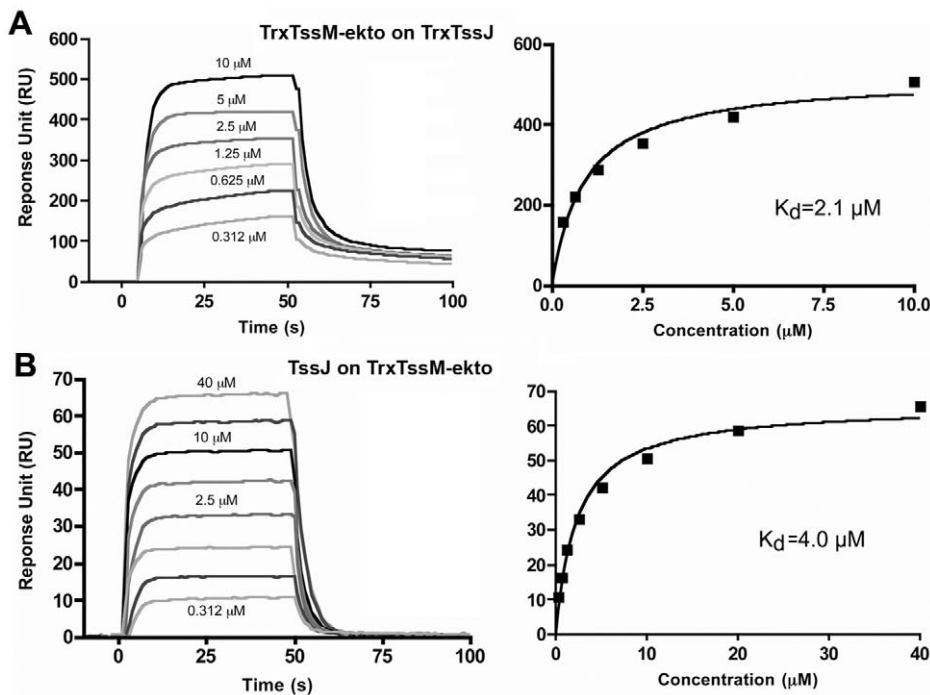 A
TrxTssM-ekto on TrxTssJ
Reponse Unit (RU)
600
500
400
300
200
100
0
10 μM
5 μM
2.5 μM
1.25 μM
0.625 μM
0.312 μM
0 25 50 75 100
Time (s)
600
400
200
0
Kd=2.1 μM
0.0 2.5 5.0 7.5 10.0
Concentration (μM)
B
TssJ on TrxTssM-ekto
Reponse Unit (RU)
70
60
50
40
30
20
10
0
40 μM
10 μM
2.5 μM
0.312 μM
0 25 50 75 100
Time (s)
70
60
50
40
30
20
10
0
Kd=4.0 μM
0 10 20 30 40
Concentration (μM)